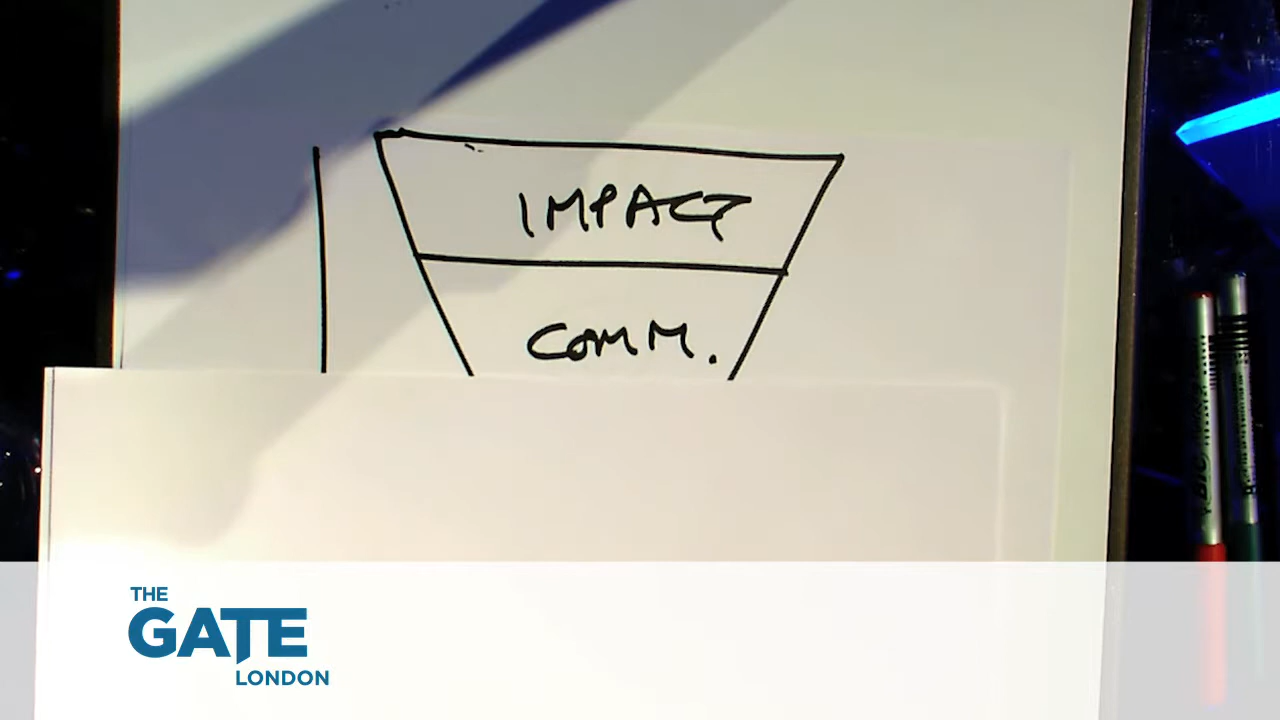 IMPACT
COMM.
THE
GATE
LONDON